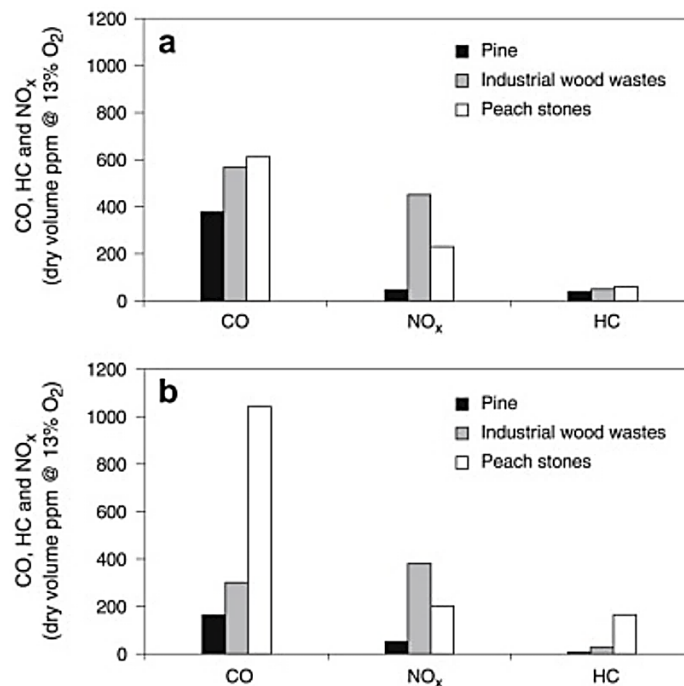 a
CO, HC and NOx
(dry volume ppm @ 13% O2)
1200
1000
800
600
400
200
0
Pine
Industrial wood wastes
Peach stones
CO
NOx
HC
b
CO, HC and NOx
(dry volume ppm @ 13% O2)
1200
1000
800
600
400
200
0
Pine
Industrial wood wastes
Peach stones
CO
NOx
HC